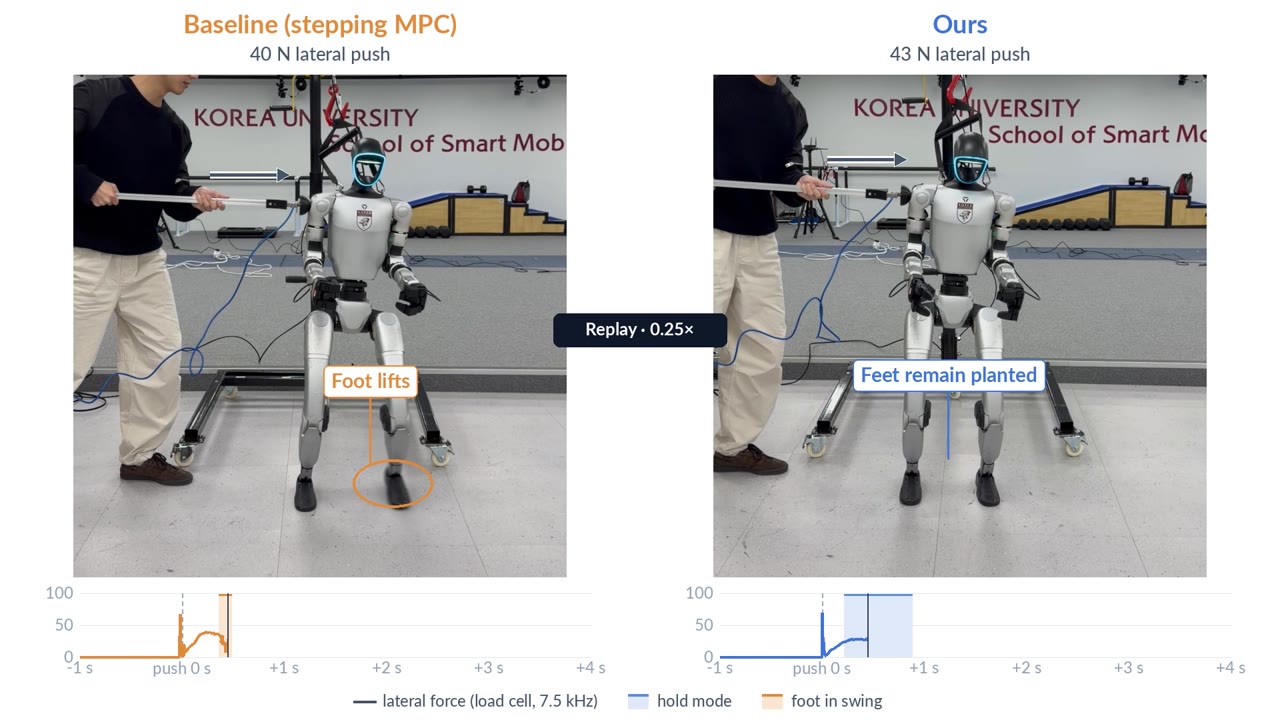 Baseline (stepping MPC)
40 N lateral push
Ours
43 N lateral push
KOREA UNIVERSITY
School of Smart Mob
KOREA UNIVERSITY
School of Smart Mo
Replay · 0.25×
Foot lifts
Feet remain planted
100
50
0
-1 s
push 0 s
+1 s
+2 s
+3 s
+4 s
100
50
0
-1 s
push 0 s
+1 s
+2 s
+3 s
+4 s
lateral force (load cell, 7.5 kHz)
hold mode
foot in swing